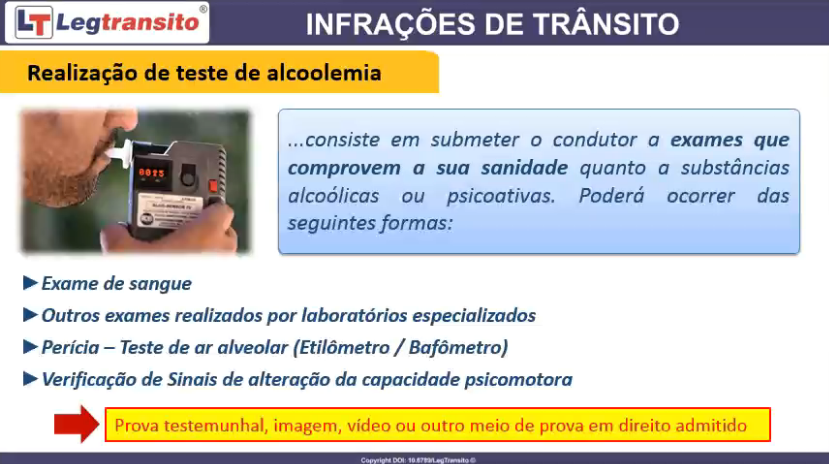 LT Legtransito®
INFRAÇÕES DE TRÂNSITO
Realização de teste de alcoolemia
0015
...consiste em submeter o condutor a exames que
comprovem a sua sanidade quanto a substâncias
alcoólicas ou psicoativas. Poderá ocorrer das
seguintes formas:
►Exame de sangue
►Outros exames realizados por laboratórios especializados
►Perícia – Teste de ar alveolar (Etilômetro / Bafômetro)
►Verificação de Sinais de alteração da capacidade psicomotora
Prova testemunhal, imagem, vídeo ou outro meio de prova em direito admitido
Copyright DOI: 10.6789/LegTransito ©